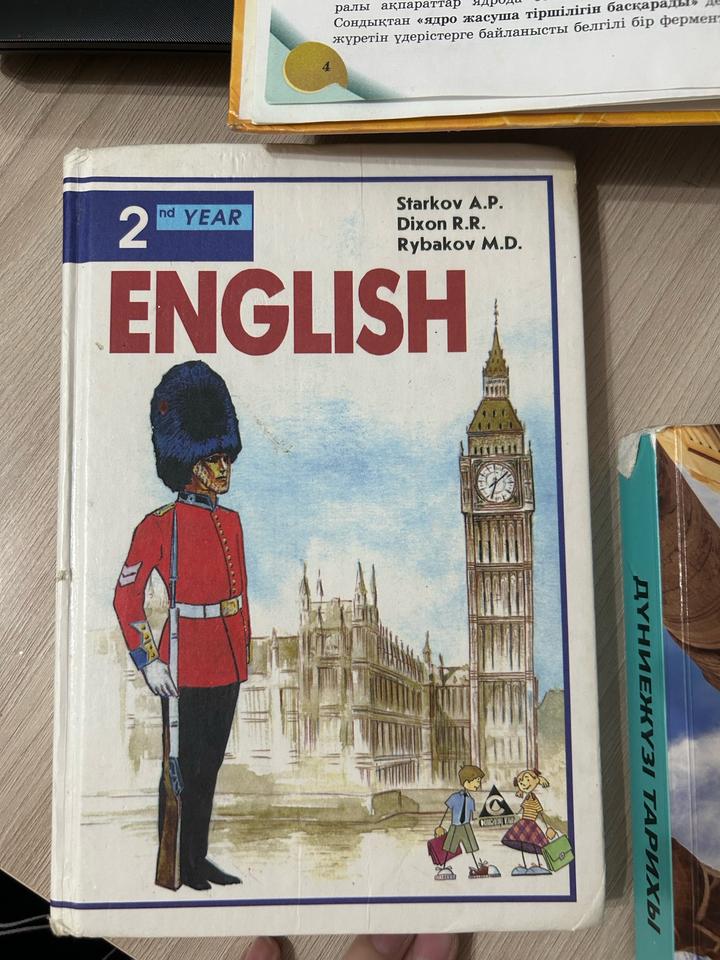 ралы ақпараттар ядрода
Сондықтан «ядро жасуша тіршілігін басқарады»
жүретін үдерістерге байланысты белгілі бір фермент
4
2nd YEAR
Starkov A.P.
Dixon R.R.
Rybakov M.D.
ENGLISH
ДҮНИЕЖҮЗІ ТАРИХЫ